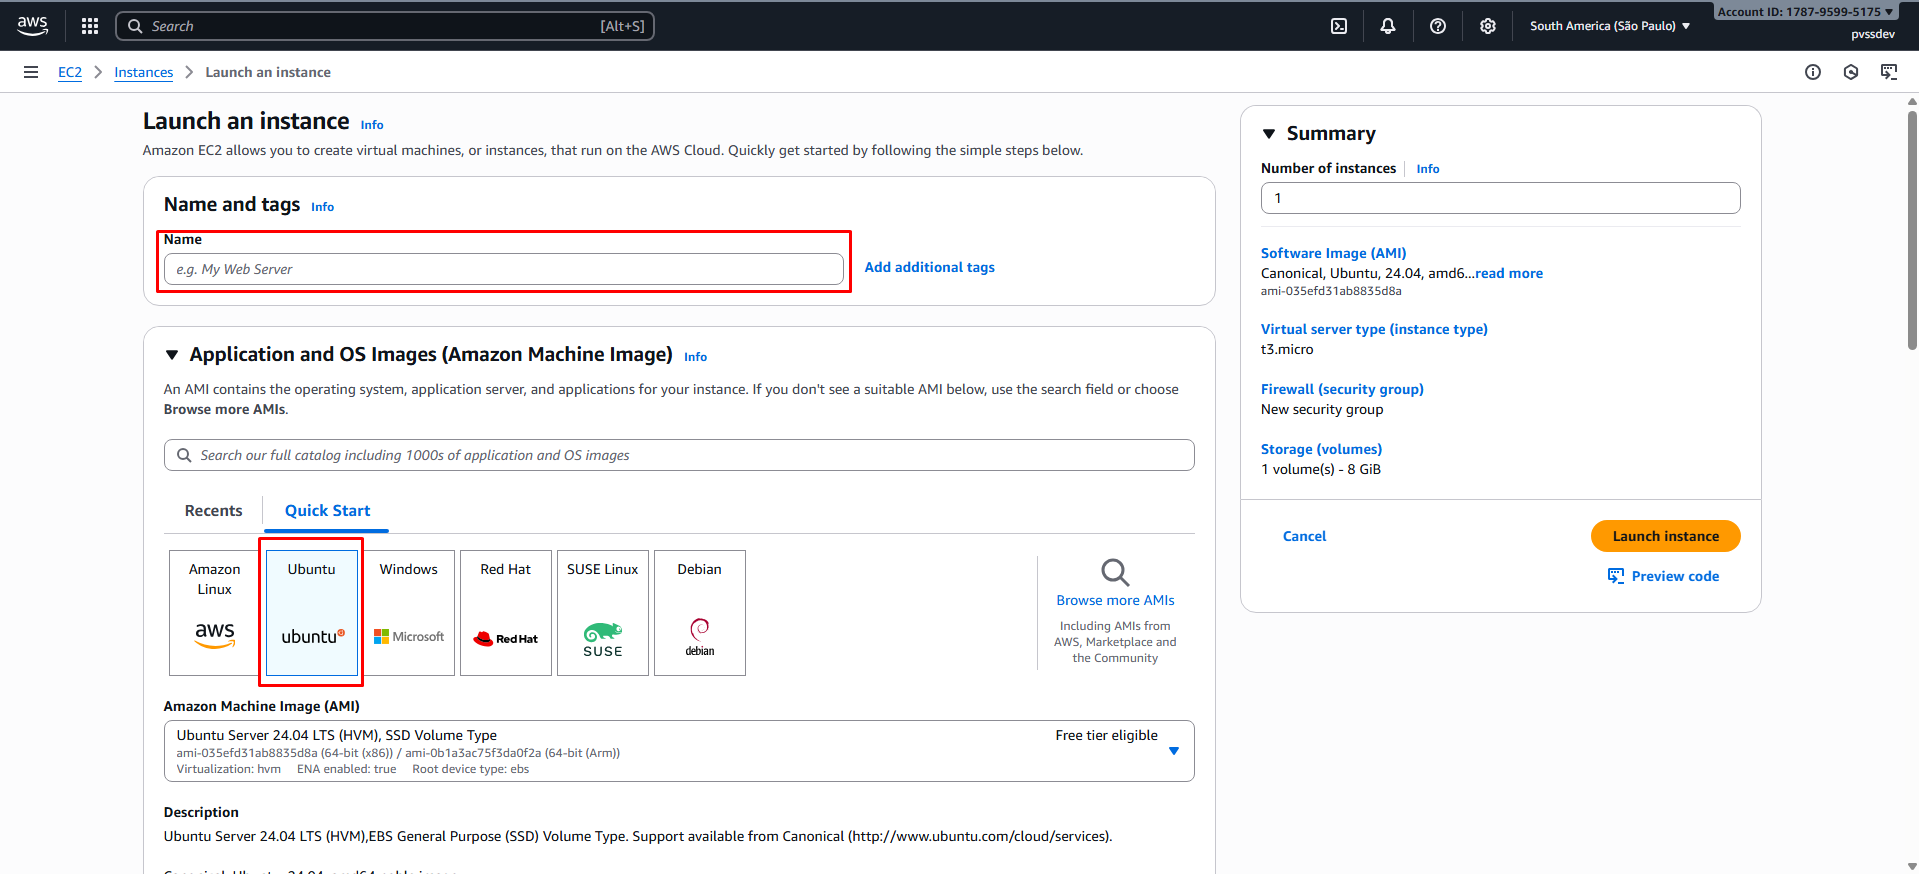 aws
Search
[Alt+S]
South America (São Paulo)
Account ID: 1787-9599-5175
pvssdev
EC2
Instances
Launch an instance
Launch an instance
Info
Amazon EC2 allows you to create virtual machines, or instances, that run on the AWS Cloud. Quickly get started by following the simple steps below.
Name and tags
Info
Name
e.g. My Web Server
Add additional tags
Application and OS Images (Amazon Machine Image)
Info
An AMI contains the operating system, application server, and applications for your instance. If you don't see a suitable AMI below, use the search field or choose
Browse more AMIs.
Search our full catalog including 1000s of application and OS images
Recents
Quick Start
Amazon
Linux
aws
Ubuntu
ubuntu
Windows
Microsoft
Red Hat
Red Hat
SUSE Linux
SUSE
Debian
debian
Browse more AMIs
Including AMIs from
AWS, Marketplace and
the Community
Amazon Machine Image (AMI)
Ubuntu Server 24.04 LTS (HVM), SSD Volume Type
Free tier eligible
ami-035efd31ab8835d8a (64-bit (x86)) / ami-0b1a3ac75f3da0f2a (64-bit (Arm))
Virtualization: hvm ENA enabled: true Root device type: ebs
Description
Ubuntu Server 24.04 LTS (HVM),EBS General Purpose (SSD) Volume Type. Support available from Canonical (http://www.ubuntu.com/cloud/services).
Summary
Number of instances
Info
1
Software Image (AMI)
Canonical, Ubuntu, 24.04, amd6...read more
ami-035efd31ab8835d8a
Virtual server type (instance type)
t3.micro
Firewall (security group)
New security group
Storage (volumes)
1 volume(s) - 8 GiB
Cancel
Launch instance
Preview code